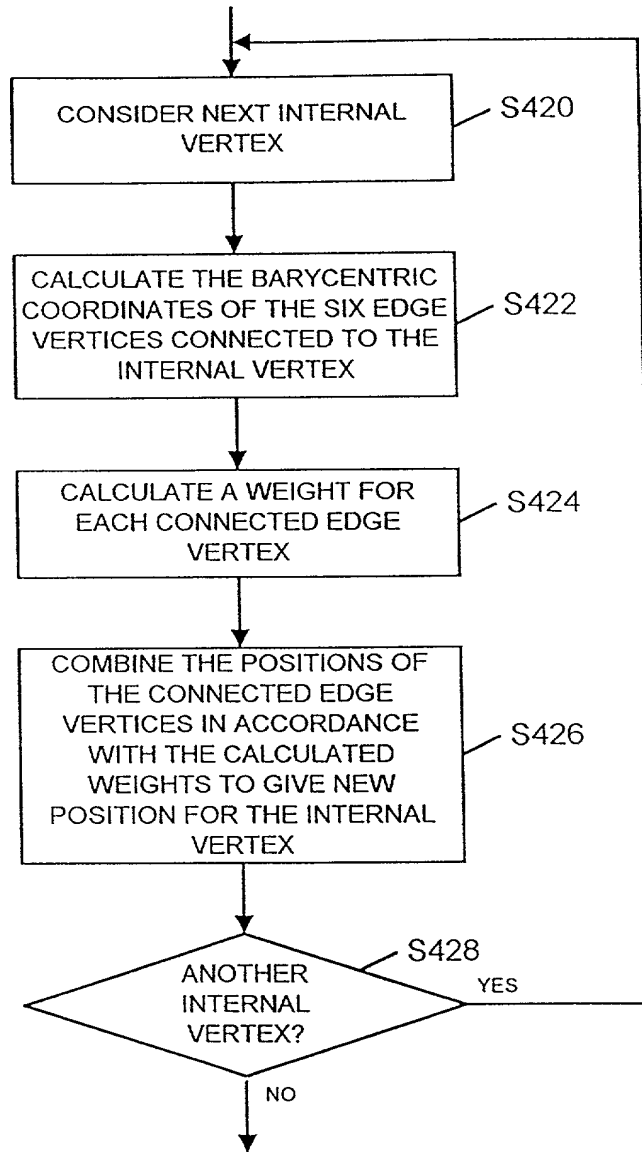 CONSIDER NEXT INTERNAL
VERTEX
S420
CALCULATE THE BARYCENTRIC
COORDINATES OF THE SIX EDGE
VERTICES CONNECTED TO THE
INTERNAL VERTEX
S422
CALCULATE A WEIGHT FOR
EACH CONNECTED EDGE
VERTEX
S424
COMBINE THE POSITIONS OF
THE CONNECTED EDGE
VERTICES IN ACCORDANCE
WITH THE CALCULATED
WEIGHTS TO GIVE NEW
POSITION FOR THE INTERNAL
VERTEX
S426
S428
ANOTHER
INTERNAL
VERTEX?
YES
NO